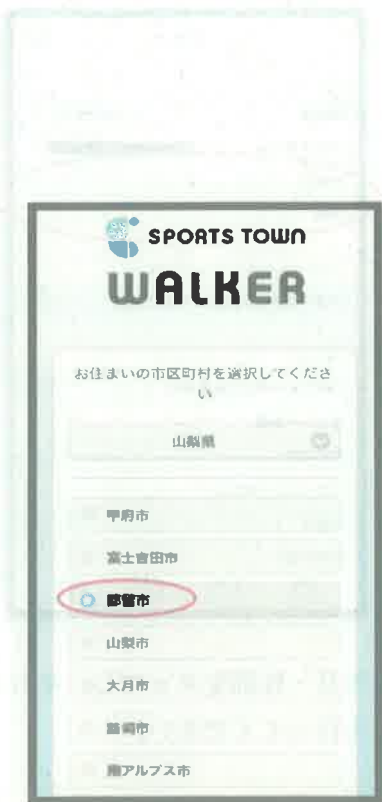 SPORTS TOWN
WALKER
お住まいの市区町村を選択してくださ
い
山梨県
甲府市
富士吉田市
都留市
山梨市
大月市
韮崎市
南アルプス市